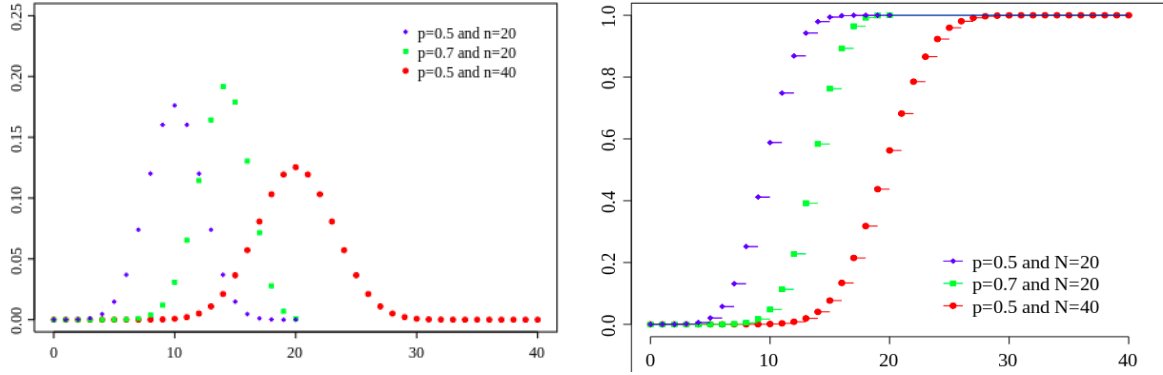 0.25
0.20
0.15
0.10
0.05
0.00
p=0.5 and n=20
p=0.7 and n=20
p=0.5 and n=40
0 10 20 30 40
1.0
0.8
0.6
0.4
0.2
0.0
p=0.5 and N=20
p=0.7 and N=20
p=0.5 and N=40
0 10 20 30 40